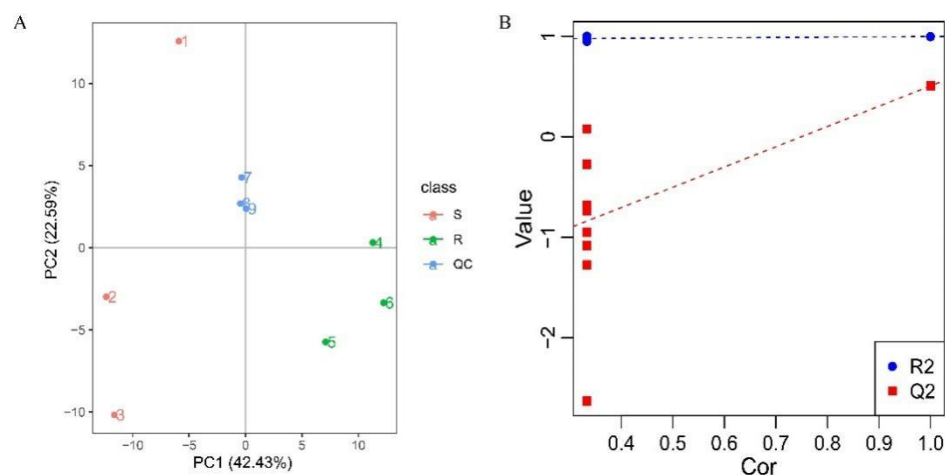 A
PC2 (22.59%)
10
5
0
−5
−10
1
2
3
4
5
6
7
8
9
−10
−5
0
5
10
PC1 (42.43%)
class
S
R
QC
B
Value
1
0
−1
−2
R2
Q2
0.4
0.5
0.6
0.7
0.8
0.9
1.0
Cor